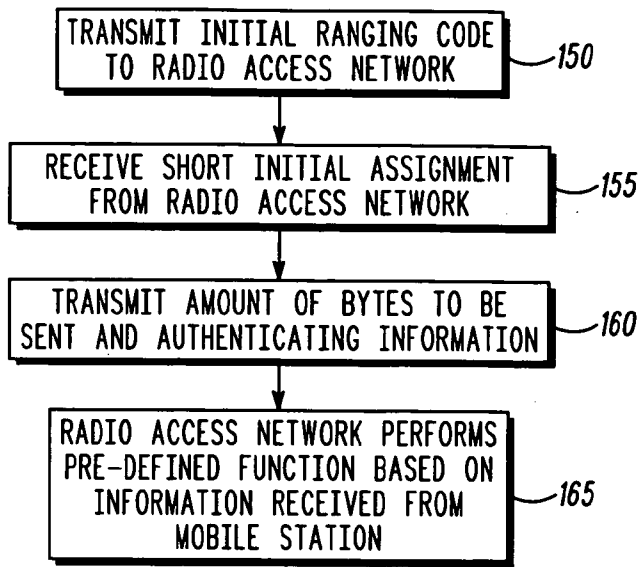 TRANSMIT INITIAL RANGING CODE
TO RADIO ACCESS NETWORK
150
RECEIVE SHORT INITIAL ASSIGNMENT
FROM RADIO ACCESS NETWORK
155
TRANSMIT AMOUNT OF BYTES TO BE
SENT AND AUTHENTICATING INFORMATION
160
RADIO ACCESS NETWORK PERFORMS
PRE-DEFINED FUNCTION BASED ON
INFORMATION RECEIVED FROM
MOBILE STATION
165